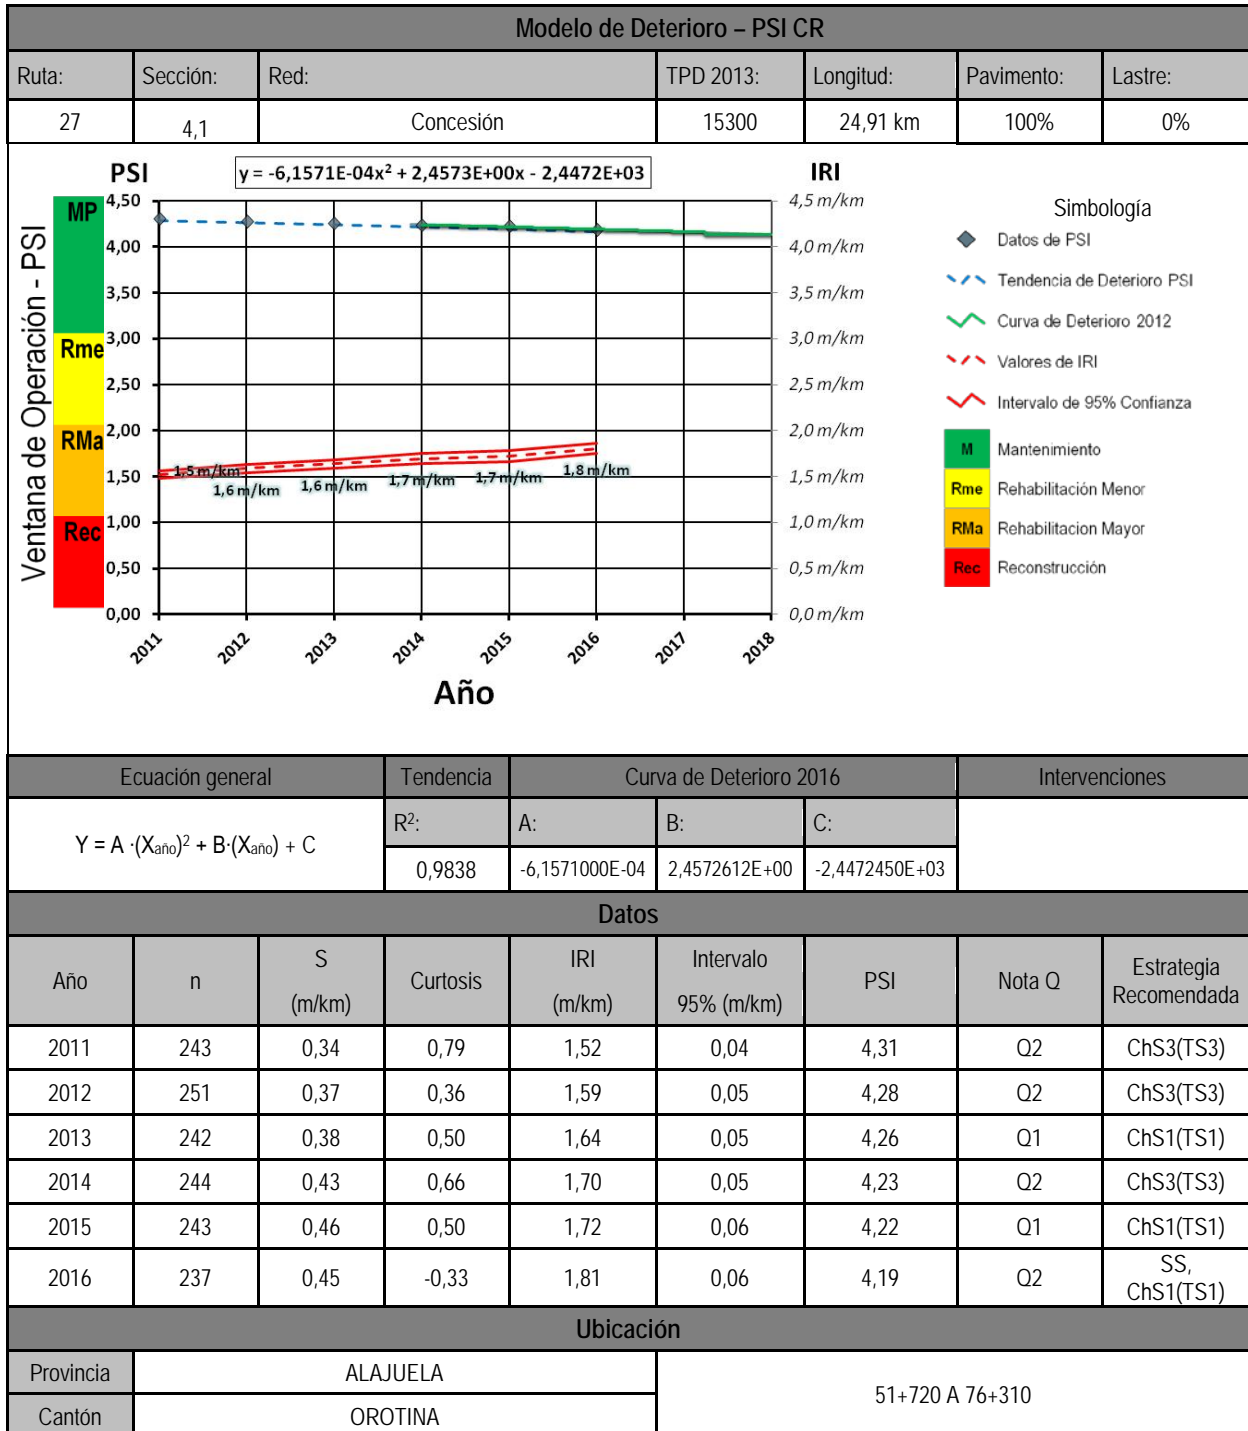 Modelo de Deterioro – PSI CR
Ruta: Sección: Red: TPD 2013: Longitud: Pavimento: Lastre:
27 4,1 Concesión 15300 24,91 km 100% 0%
PSI y = -6,1571E-04x² + 2,4573E+00x - 2,4472E+03 IRI
Ventana de Operación - PSI
MP
Rme
RMa
Rec
4,50
4,00
3,50
3,00
2,50
2,00
1,50
1,00
0,50
0,00
4,5 m/km
4,0 m/km
3,5 m/km
3,0 m/km
2,5 m/km
2,0 m/km
1,5 m/km
1,0 m/km
0,5 m/km
0,0 m/km
1,5 m/km 1,6 m/km 1,6 m/km 1,7 m/km 1,7 m/km 1,8 m/km
2011 2012 2013 2014 2015 2016 2017 2018
Año
Simbología
Datos de PSI
Tendencia de Deterioro PSI
Curva de Deterioro 2012
Valores de IRI
Intervalo de 95% Confianza
M Mantenimiento
Rme Rehabilitación Menor
RMa Rehabilitacion Mayor
Rec Reconstrucción
Ecuación general Tendencia Curva de Deterioro 2016 Intervenciones
Y = A ·(Xaño)² + B·(Xaño) + C
R²: A: B: C:
0,9838 -6,1571000E-04 2,4572612E+00 -2,4472450E+03
Datos
Año n S (m/km) Curtosis IRI (m/km) Intervalo 95% (m/km) PSI Nota Q Estrategia Recomendada
2011 243 0,34 0,79 1,52 0,04 4,31 Q2 ChS3(TS3)
2012 251 0,37 0,36 1,59 0,05 4,28 Q2 ChS3(TS3)
2013 242 0,38 0,50 1,64 0,05 4,26 Q1 ChS1(TS1)
2014 244 0,43 0,66 1,70 0,05 4,23 Q2 ChS3(TS3)
2015 243 0,46 0,50 1,72 0,06 4,22 Q1 ChS1(TS1)
2016 237 0,45 -0,33 1,81 0,06 4,19 Q2 SS, ChS1(TS1)
Ubicación
Provincia ALAJUELA
51+720 A 76+310
Cantón OROTINA